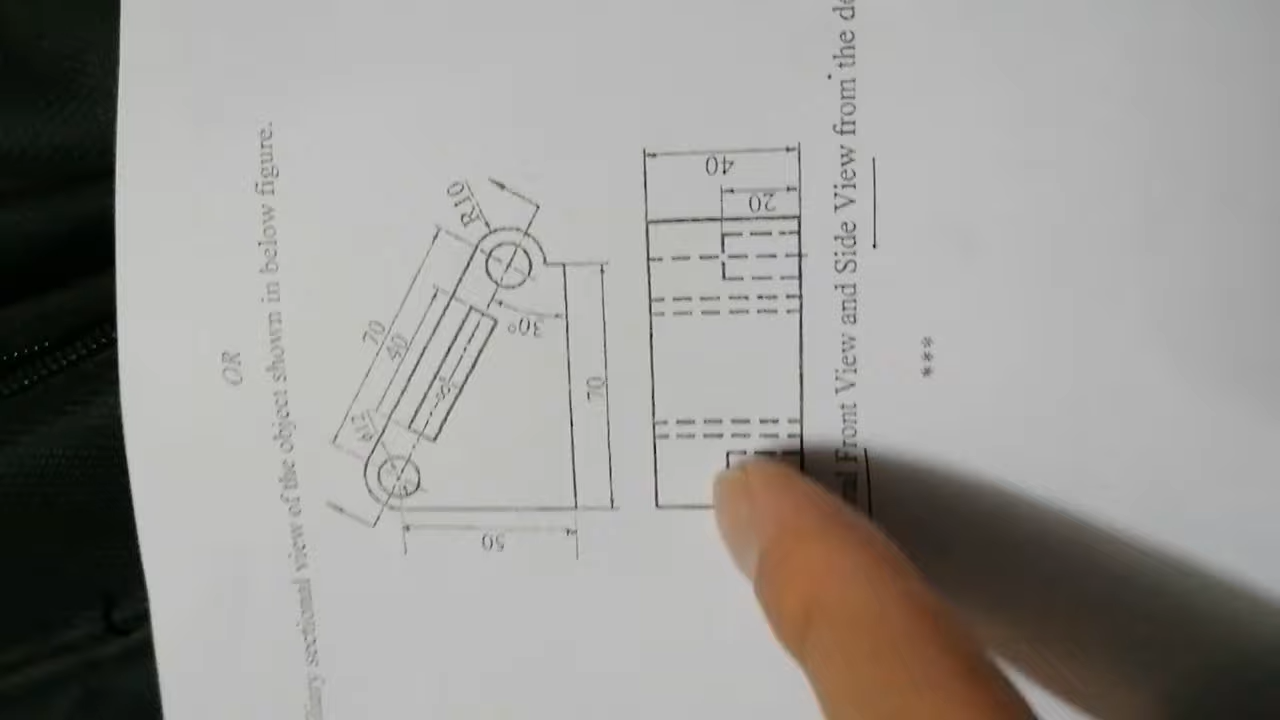 OR
sectional view of the object shown in below figure.
R10
70
40
30°
70
50
40
20
Front View and Side View from the
***